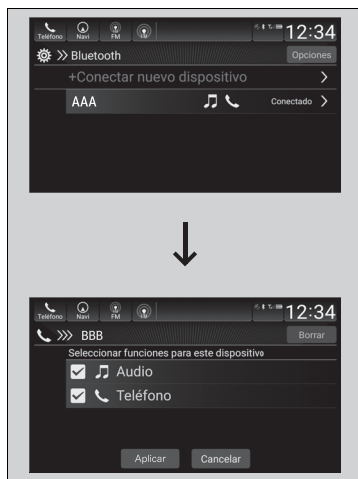 Teléfono Navi FM 12:34
Bluetooth Opciones
+Conectar nuevo dispositivo
AAA Conectado
Teléfono Navi FM 12:34
BBB Borrar
Seleccionar funciones para este dispositivo
Audio
Teléfono
Aplicar Cancelar